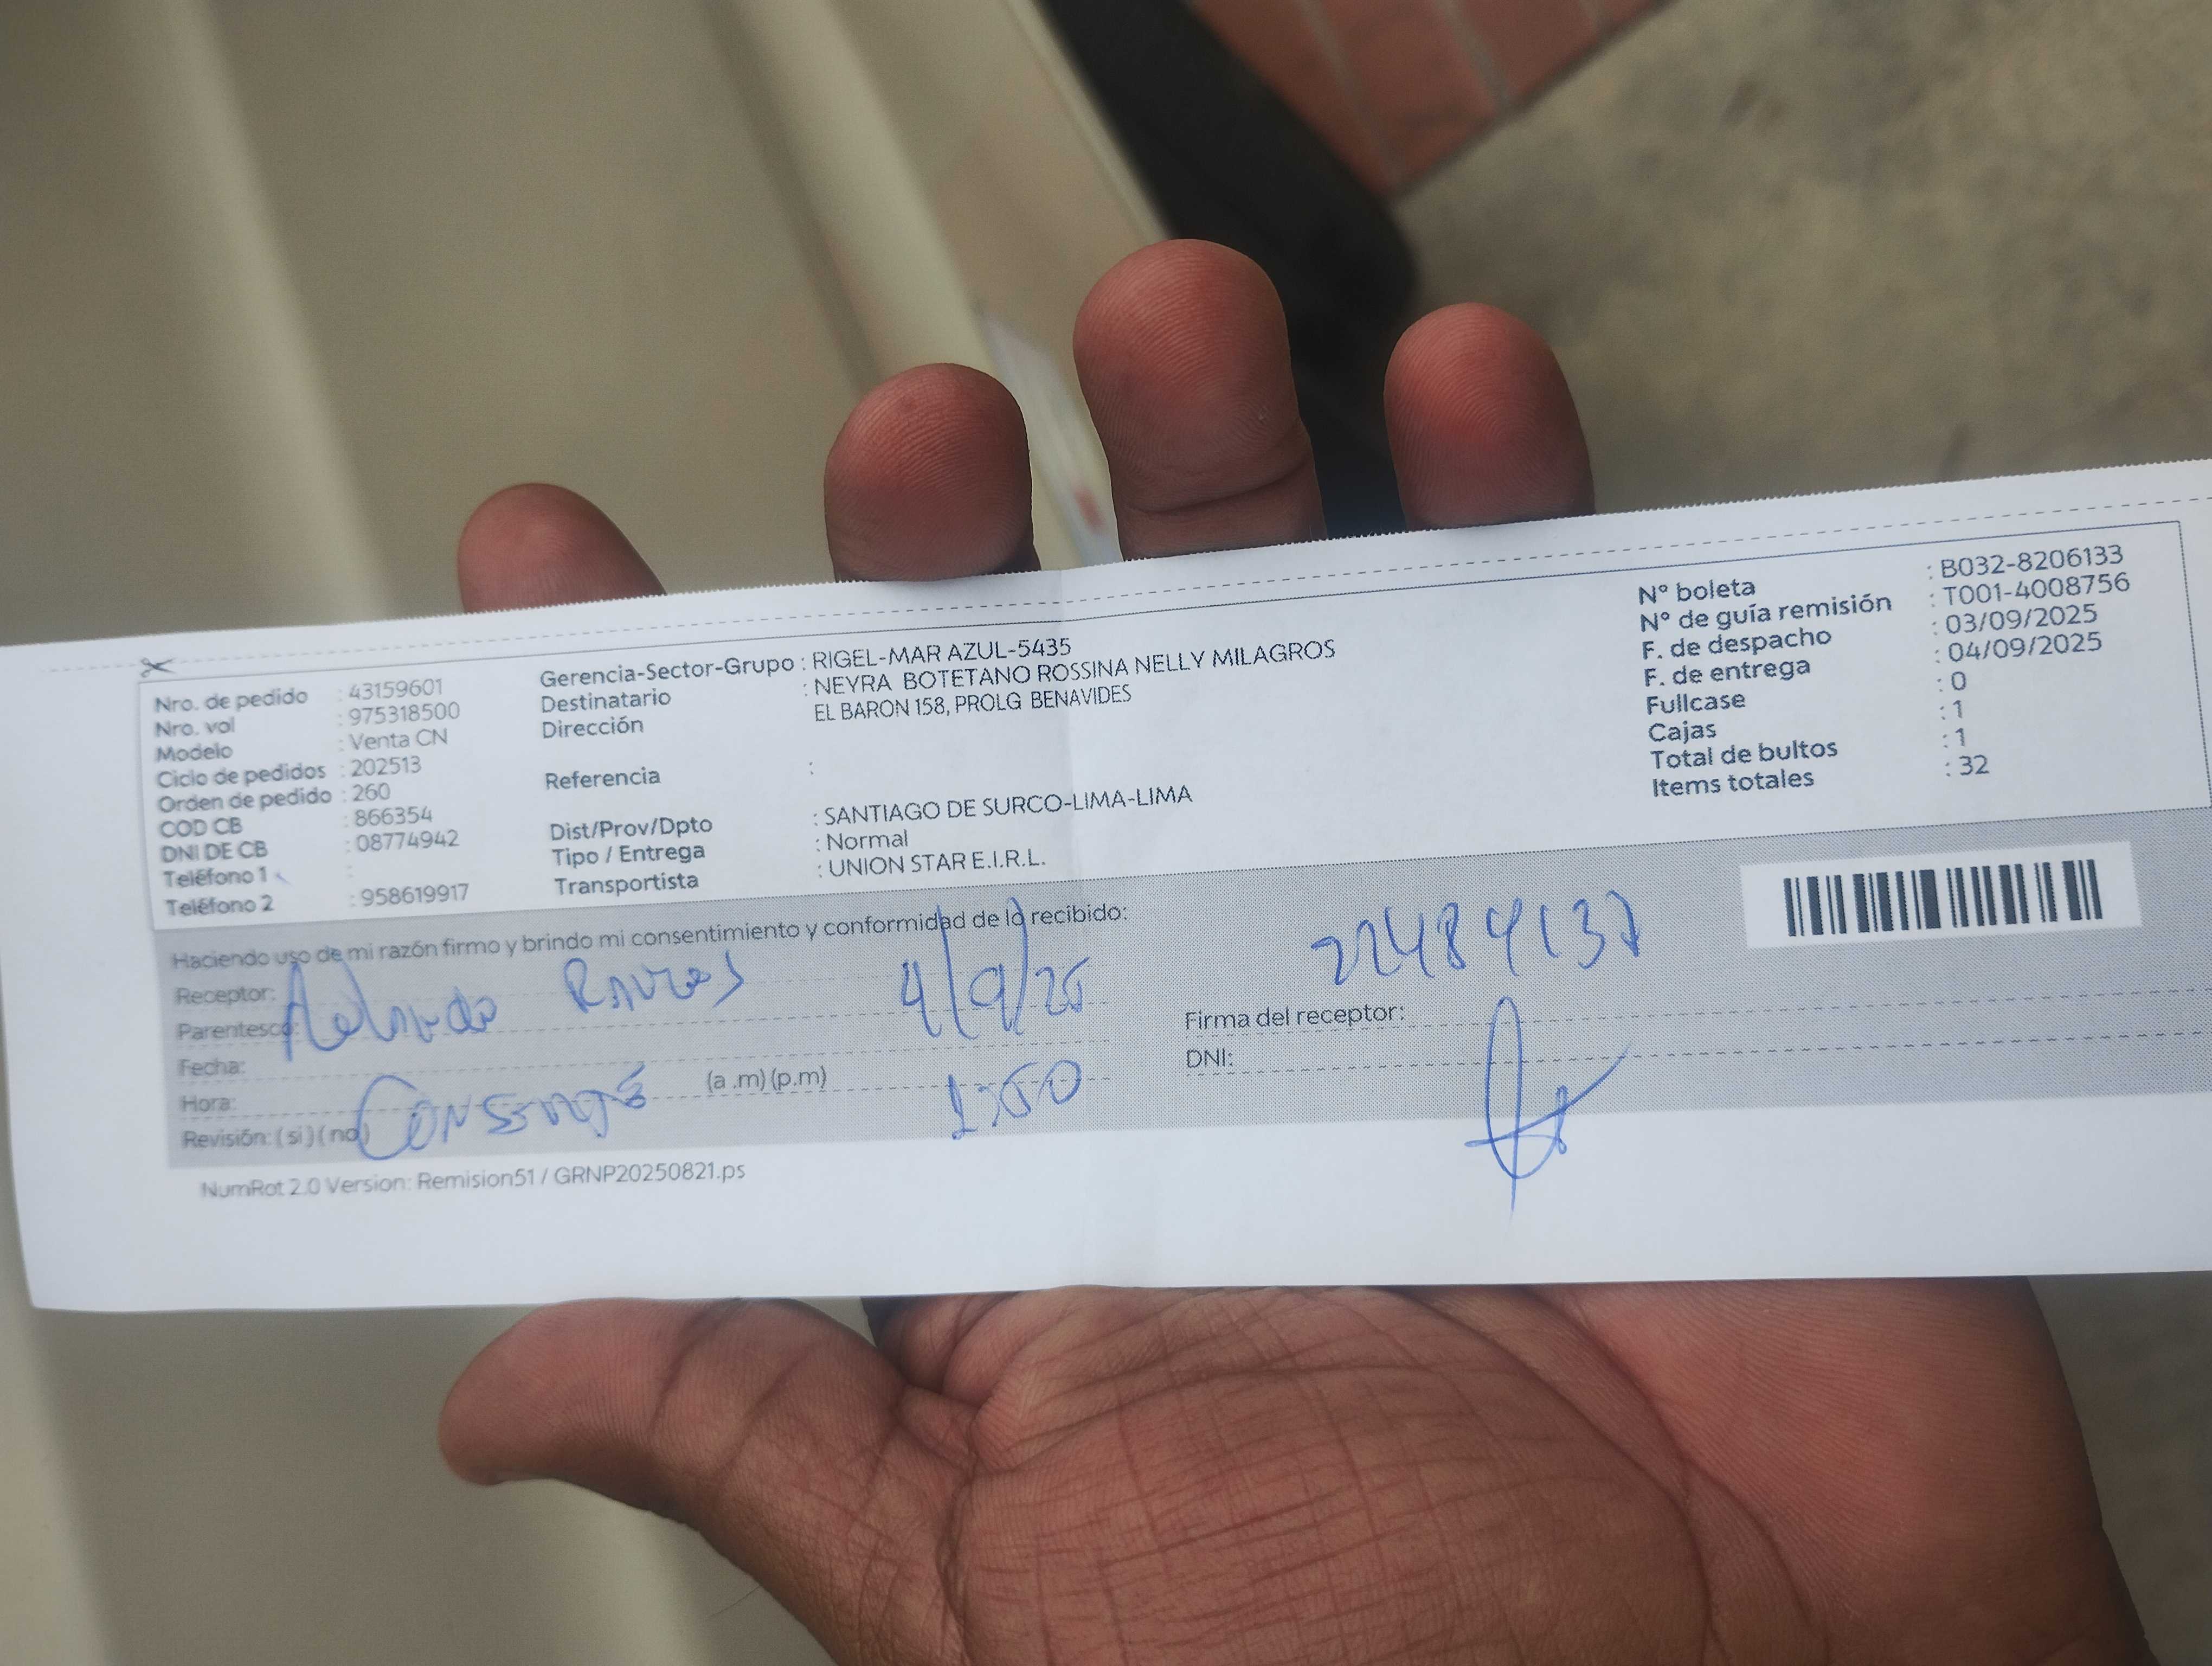 Nro. de pedido : 43159601
Nro. vol : 975318500
Modelo : Venta CN
Ciclo de pedidos : 202513
Orden de pedido : 260
COD CB : 866354
DNI DE CB : 08774942
Teléfono 1 :
Teléfono 2 : 958619917
Gerencia-Sector-Grupo : RIGEL-MAR AZUL-5435
Destinatario : NEYRA BOTETANO ROSSINA NELLY MILAGROS
Dirección EL BARON 158, PROLG BENAVIDES
Referencia :
Dist/Prov/Dpto : SANTIAGO DE SURCO-LIMA-LIMA
Tipo / Entrega : Normal
Transportista : UNION STAR E.I.R.L.
N° boleta : B032-8206133
N° de guía remisión : T001-4008756
F. de despacho : 03/09/2025
F. de entrega : 04/09/2025
Fullcase : 0
Cajas : 1
Total de bultos : 1
Items totales : 32
Haciendo uso de mi razón firmo y brindo mi consentimiento y conformidad de lo recibido:
Receptor:
Parentesco:
Fecha: 4/9/25
Hora: (a .m) (p.m) 1:50
Revisión: ( si ) ( no )
22484137
Firma del receptor:
DNI:
NumRot 2.0 Version: Remision51 / GRNP20250821.ps